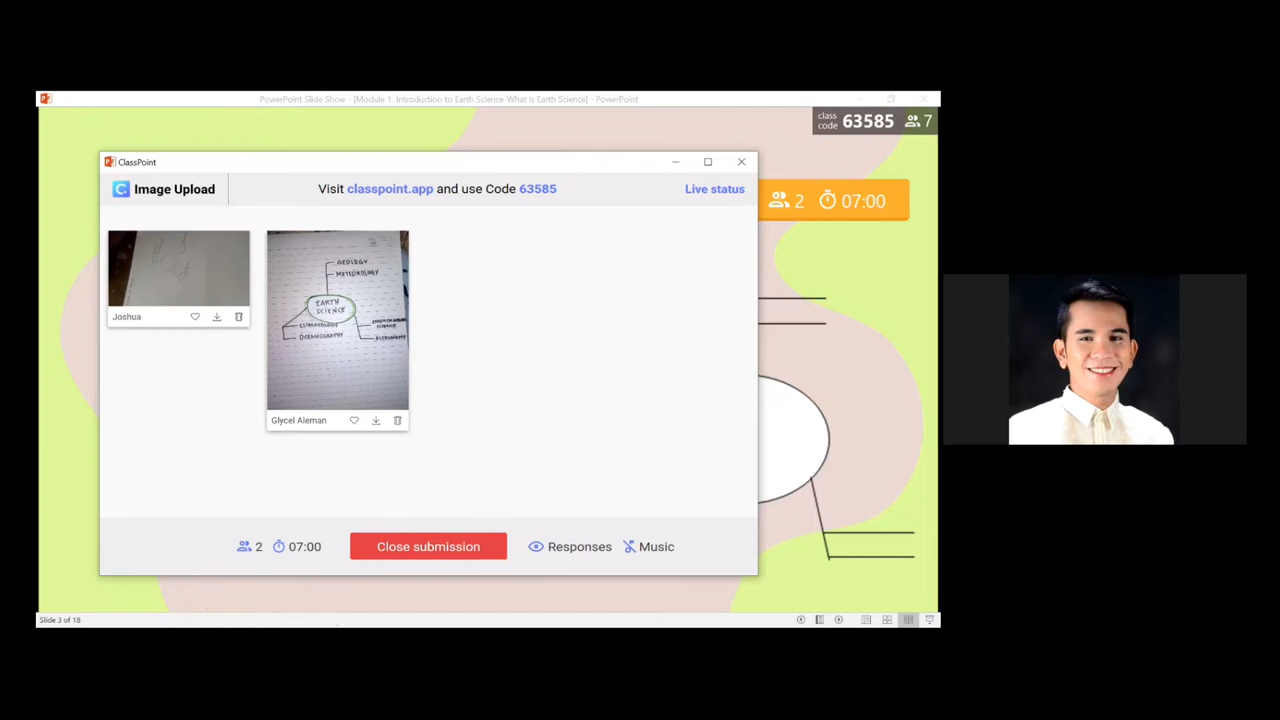 PowerPoint Slide Show - [Module 1. Introduction to Earth Science-What is Earth Science] - PowerPoint
class code 63585 7
ClassPoint
Image Upload
Visit classpoint.app and use Code 63585
Live status
2 07:00
GEOLOGY
METEOROLOGY
EARTH
SCIENCE
CLIMATOLOGY
OCEANOGRAPHY
SCIENCE
ASTRONOMY
Joshua
Glycel Aleman
2 07:00
Close submission
Responses
Music
Slide 3 of 18